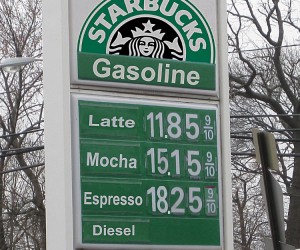 STARBUCKS
Gasoline
Latte 11.85 9/10
Mocha 15.15 9/10
Espresso 18.25 9/10
Diesel